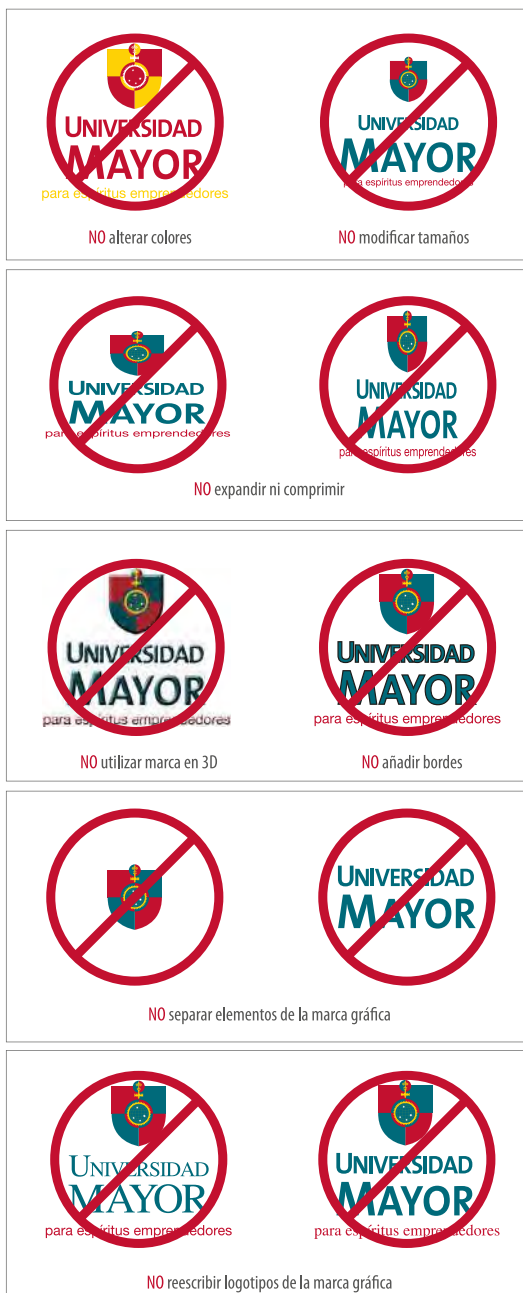 UNIVERSIDAD
MAYOR
para espíritus emprendedores
NO alterar colores
UNIVERSIDAD
MAYOR
para espíritus emprendedores
NO modificar tamaños
UNIVERSIDAD
MAYOR
para espíritus emprendedores
UNIVERSIDAD
MAYOR
para espíritus emprendedores
NO expandir ni comprimir
UNIVERSIDAD
MAYOR
para espíritus emprendedores
NO utilizar marca en 3D
UNIVERSIDAD
MAYOR
para espíritus emprendedores
NO añadir bordes
UNIVERSIDAD
MAYOR
NO separar elementos de la marca gráfica
UNIVERSIDAD
MAYOR
para espíritus emprendedores
UNIVERSIDAD
MAYOR
para espíritus emprendedores
NO reescribir logotipos de la marca gráfica